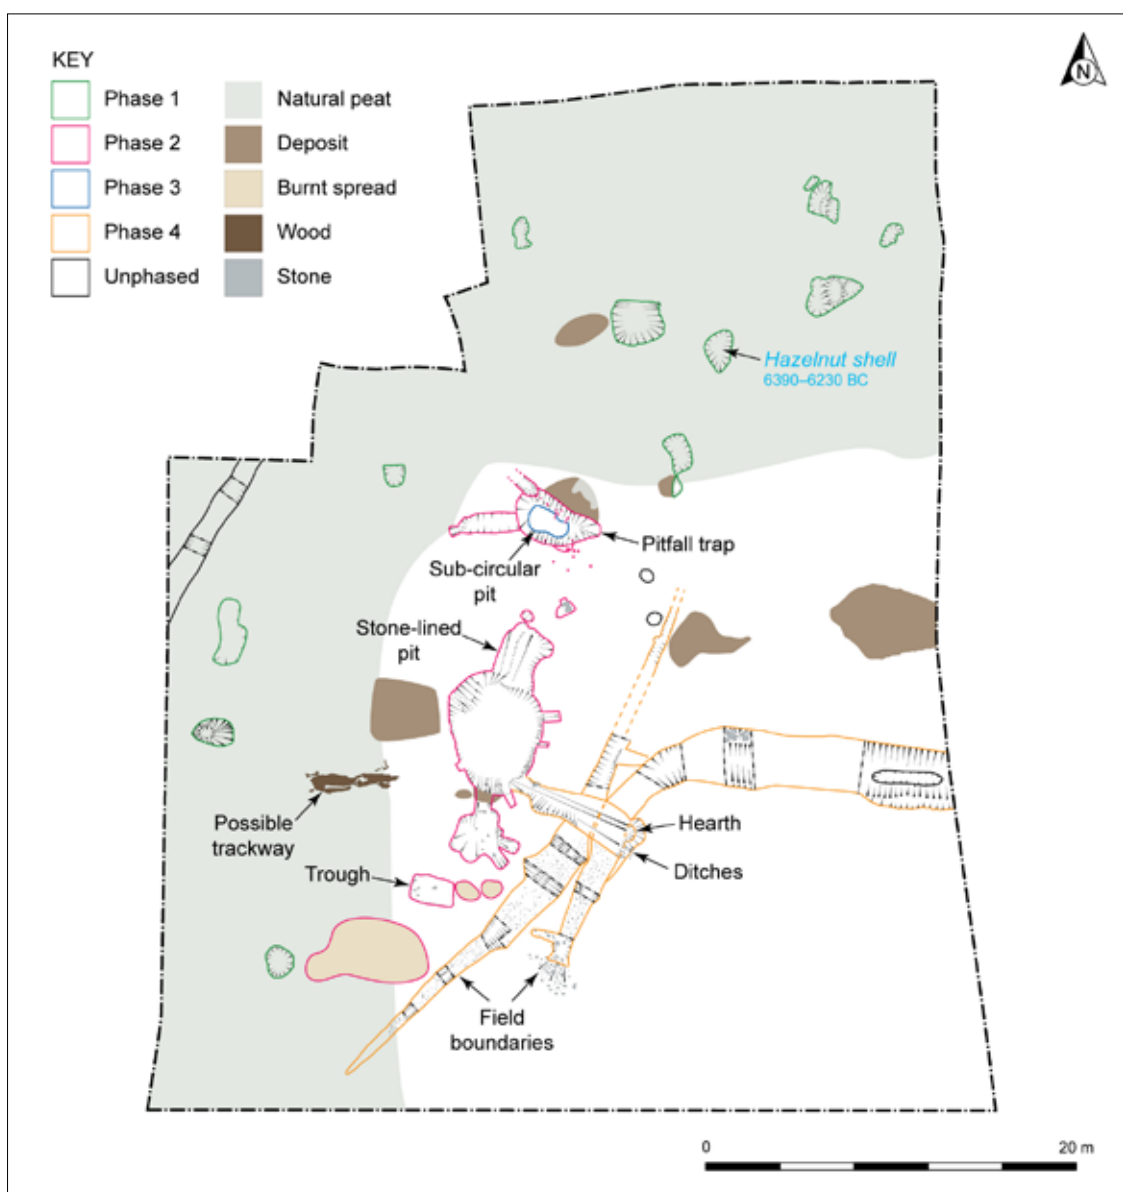 KEY
Phase 1
Phase 2
Phase 3
Phase 4
Unphased
Natural peat
Deposit
Burnt spread
Wood
Stone
N
Hazelnut shell
6390–6230 BC
Pitfall trap
Sub-circular
pit
Stone-lined
pit
Possible
trackway
Hearth
Trough
Ditches
Field
boundaries
0
20 m